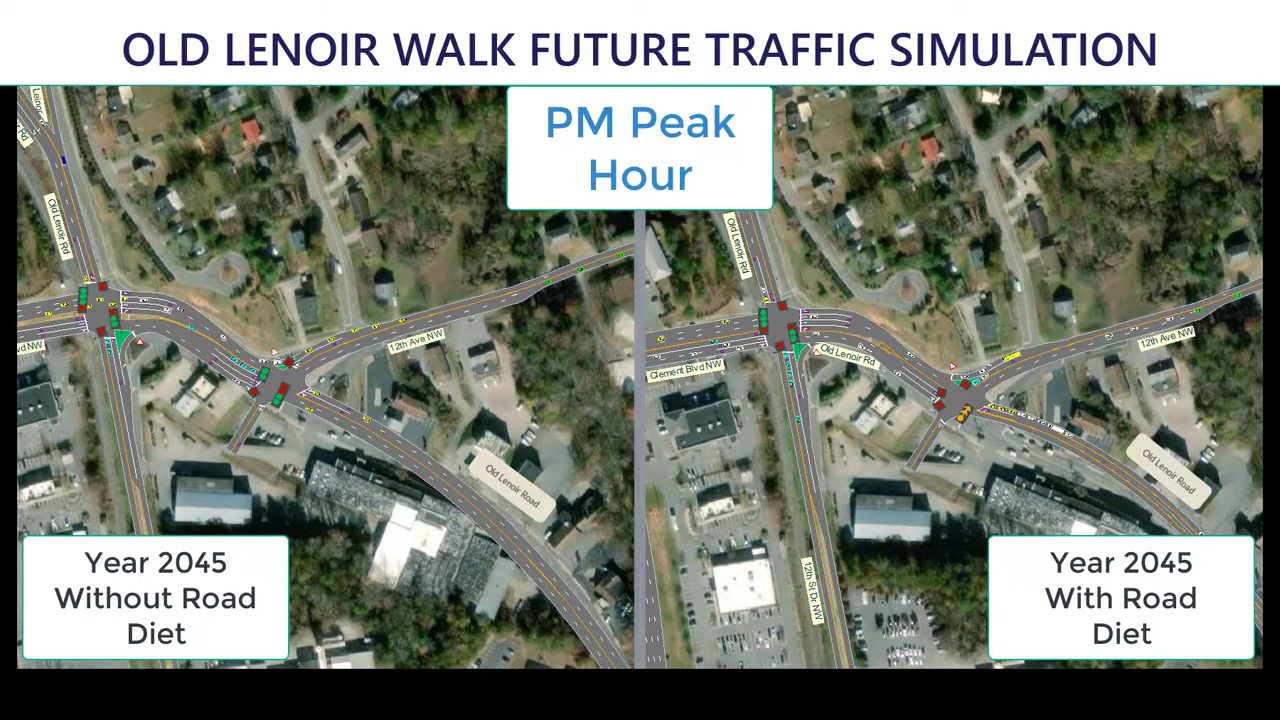 OLD LENOIR WALK FUTURE TRAFFIC SIMULATION
PM Peak
Hour
Old Lenoir Rd
12th Ave NW
Old Lenoir Road
Year 2045
Without Road
Diet
Old Lenoir Rd
Old Lenoir Rd
Clement Blvd NW
12th Ave NW
Old Lenoir Road
12th St Dr NW
Year 2045
With Road
Diet